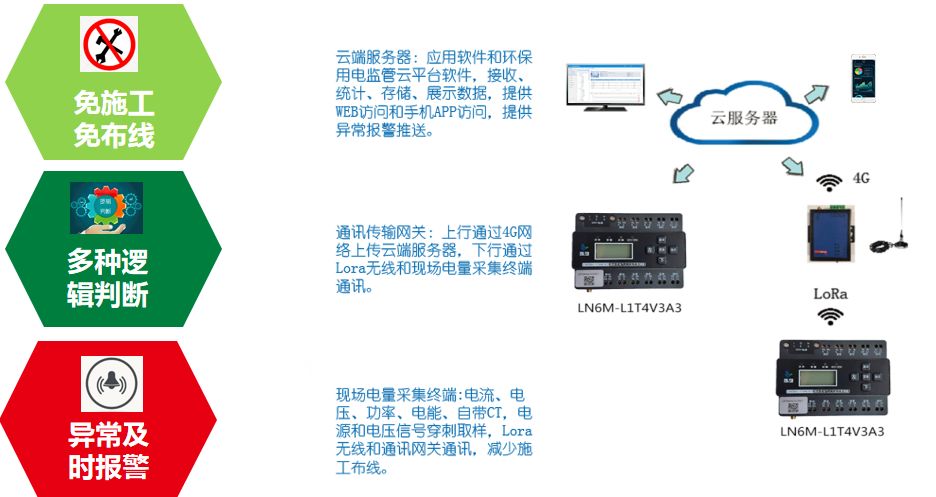 免施工
免布线
逻辑
判断
多种逻
辑判断
异常及
时报警
云端服务器：应用软件和环保
用电监管云平台软件，接收、
统计、存储、展示数据，提供
WEB访问和手机APP访问，提供
异常报警推送。
通讯传输网关：上行通过4G网
络上传云端服务器，下行通过
Lora无线和现场电量采集终端
通讯。
现场电量采集终端:电流、电
压、功率、电能、自带CT，电
源和电压信号穿刺取样，Lora
无线和通讯网关通讯，减少施
工布线。
云服务器
4G
LN6M-L1T4V3A3
LoRa
LN6M-L1T4V3A3